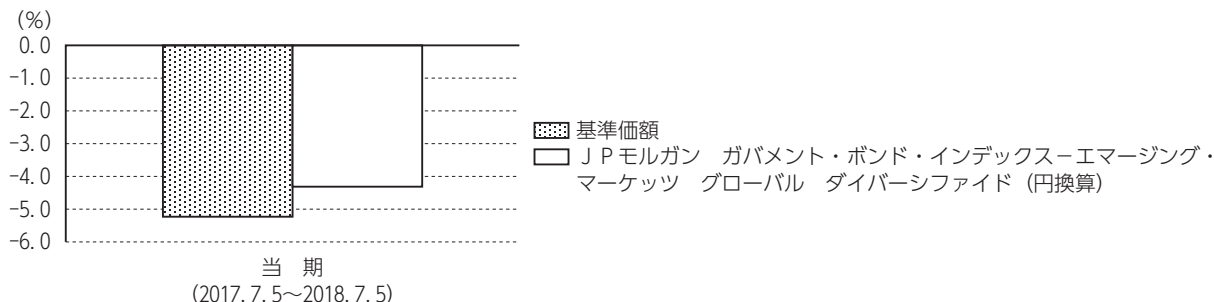 (%)
0.0
-1.0
-2.0
-3.0
-4.0
-5.0
-6.0
当 期
(2017.7.5～2018.7.5)
基準価額
ＪＰモルガン ガバメント・ボンド・インデックス－エマージング・
マーケッツ グローバル ダイバーシファイド（円換算）